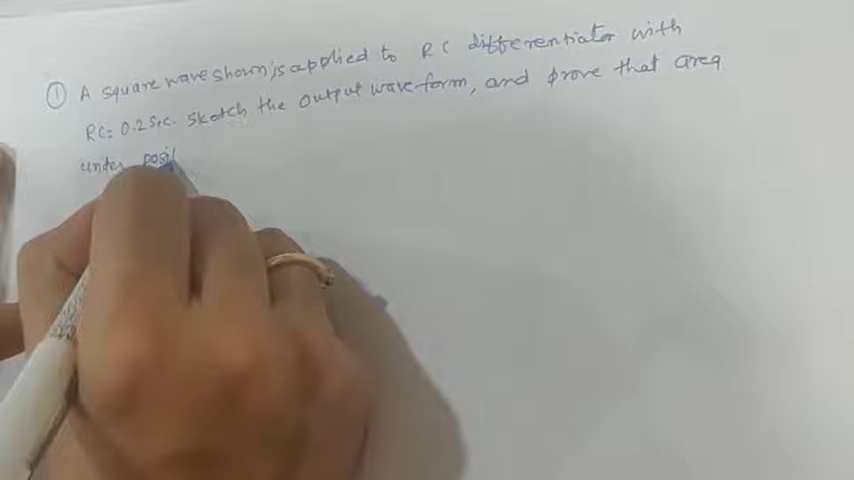 ① A square wave shown is applied to RC differentiator with
RC= 0.2 Sec. Sketch the output wave form, and prove that area
under posit